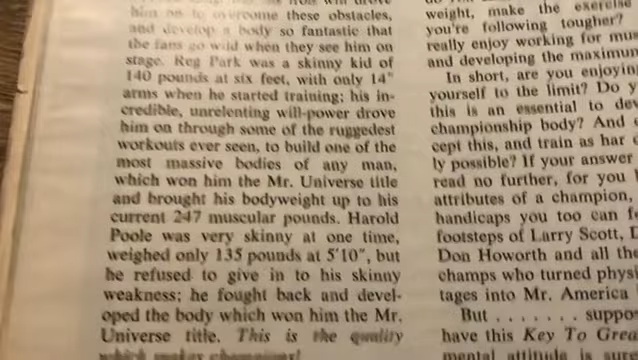 him on to overcome these obstacles,
and develop a body so fantastic that
the fans go wild when they see him on
stage. Reg Park was a skinny kid of
140 pounds at six feet, with only 14"
arms when he started training; his in-
credible, unrelenting will-power drove
him on through some of the ruggedest
workouts ever seen, to build one of the
most massive bodies of any man,
which won him the Mr. Universe title
and brought his bodyweight up to his
current 247 muscular pounds. Harold
Poole was very skinny at one time,
weighed only 135 pounds at 5'10", but
he refused to give in to his skinny
weakness; he fought back and devel-
oped the body which won him the Mr.
Universe title. This is the quality
which makes champions!
weight, make the exercise
you're following tougher?
really enjoy working for mus
and developing the maximum
In short, are you enjoying
yourself to the limit? Do y
this is an essential to dev
championship body? And
cept this, and train as har
ly possible? If your answer
read no further, for you
attributes of a champion,
handicaps you too can f
footsteps of Larry Scott, D
Don Howorth and all the
champs who turned phys
tages into Mr. America
But . . . . . . . suppo
have this Key To Grea
mental attitude is